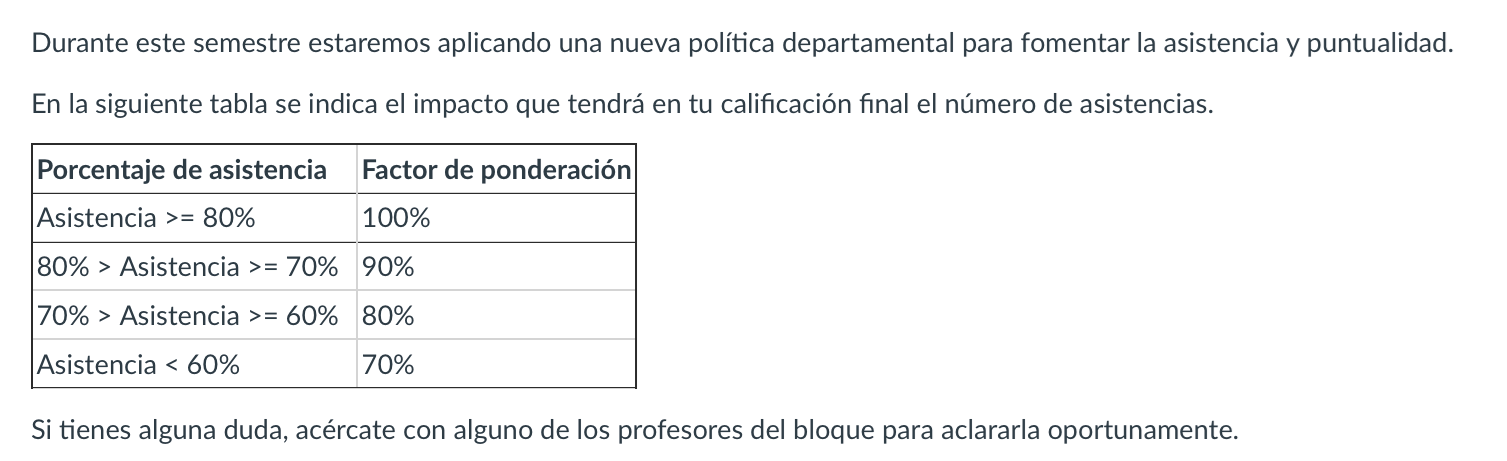 Durante este semestre estaremos aplicando una nueva política departamental para fomentar la asistencia y puntualidad.
En la siguiente tabla se indica el impacto que tendrá en tu calificación final el número de asistencias.
Porcentaje de asistencia Factor de ponderación
Asistencia >= 80% 100%
80% > Asistencia >= 70% 90%
70% > Asistencia >= 60% 80%
Asistencia < 60% 70%
Si tienes alguna duda, acércate con alguno de los profesores del bloque para aclararla oportunamente.